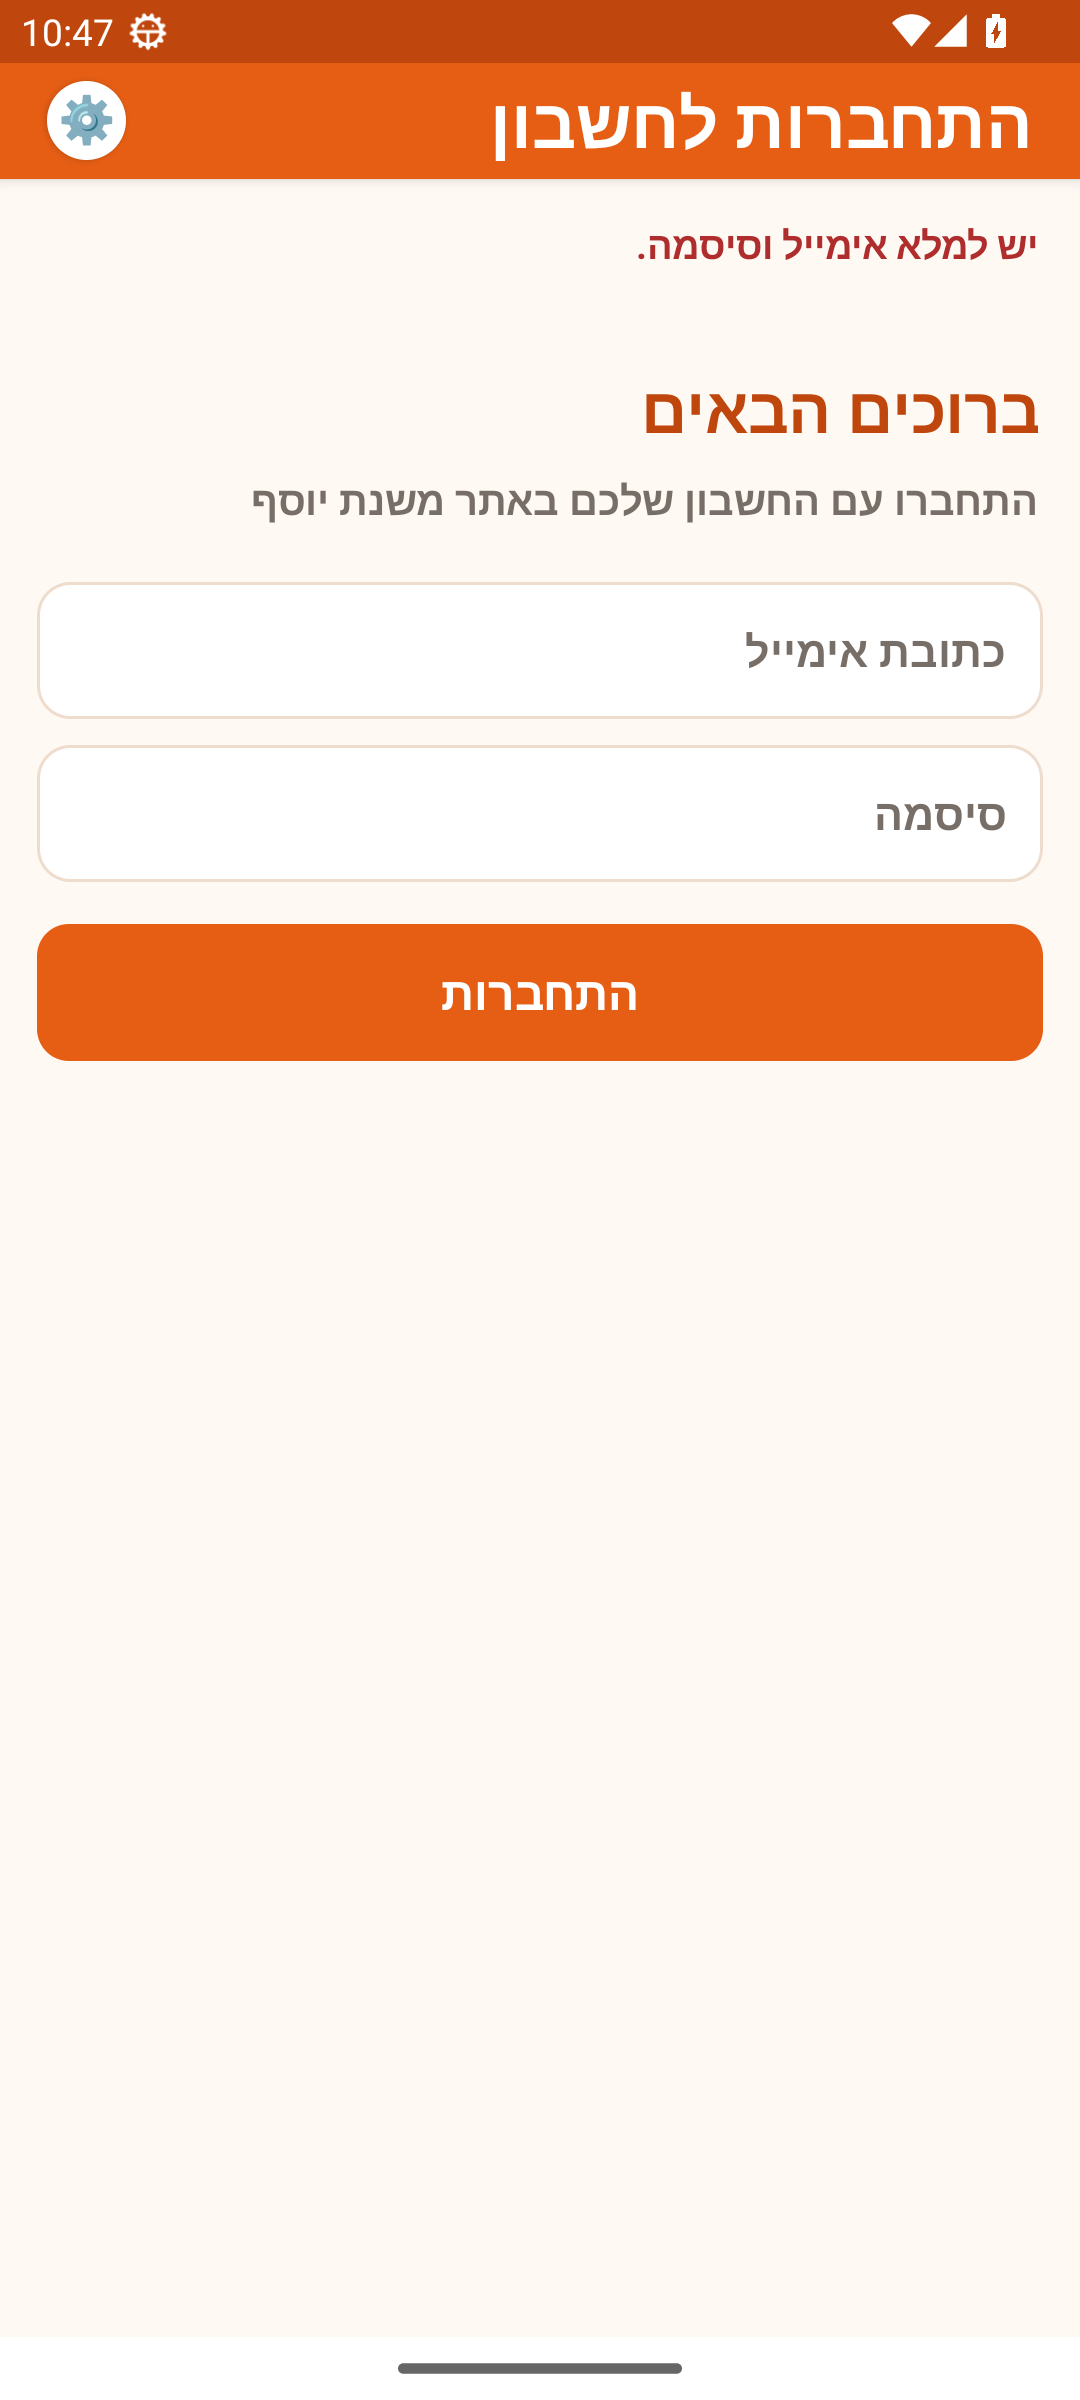 10:47
התחברות לחשבון
יש למלא אימייל וסיסמה.
ברוכים הבאים
התחברו עם החשבון שלכם באתר משנת יוסף
כתובת אימייל
סיסמה
התחברות